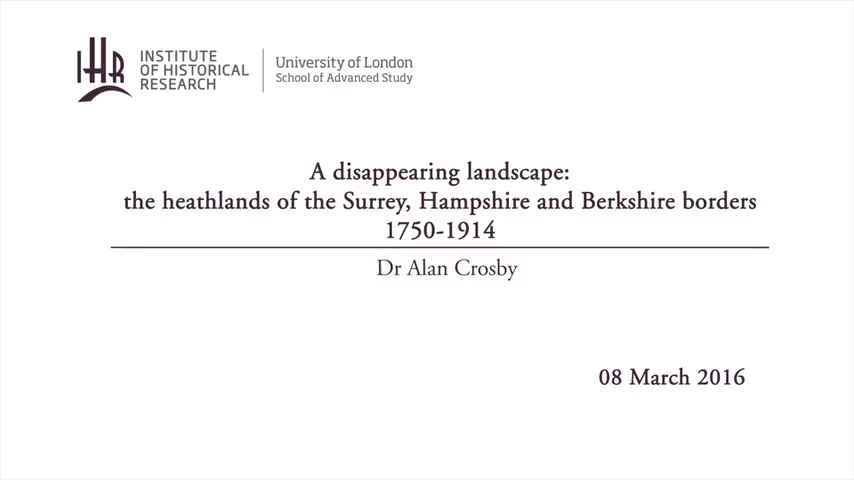 IHR
INSTITUTE
OF HISTORICAL
RESEARCH
University of London
School of Advanced Study
A disappearing landscape:
the heathlands of the Surrey, Hampshire and Berkshire borders
1750-1914
Dr Alan Crosby
08 March 2016